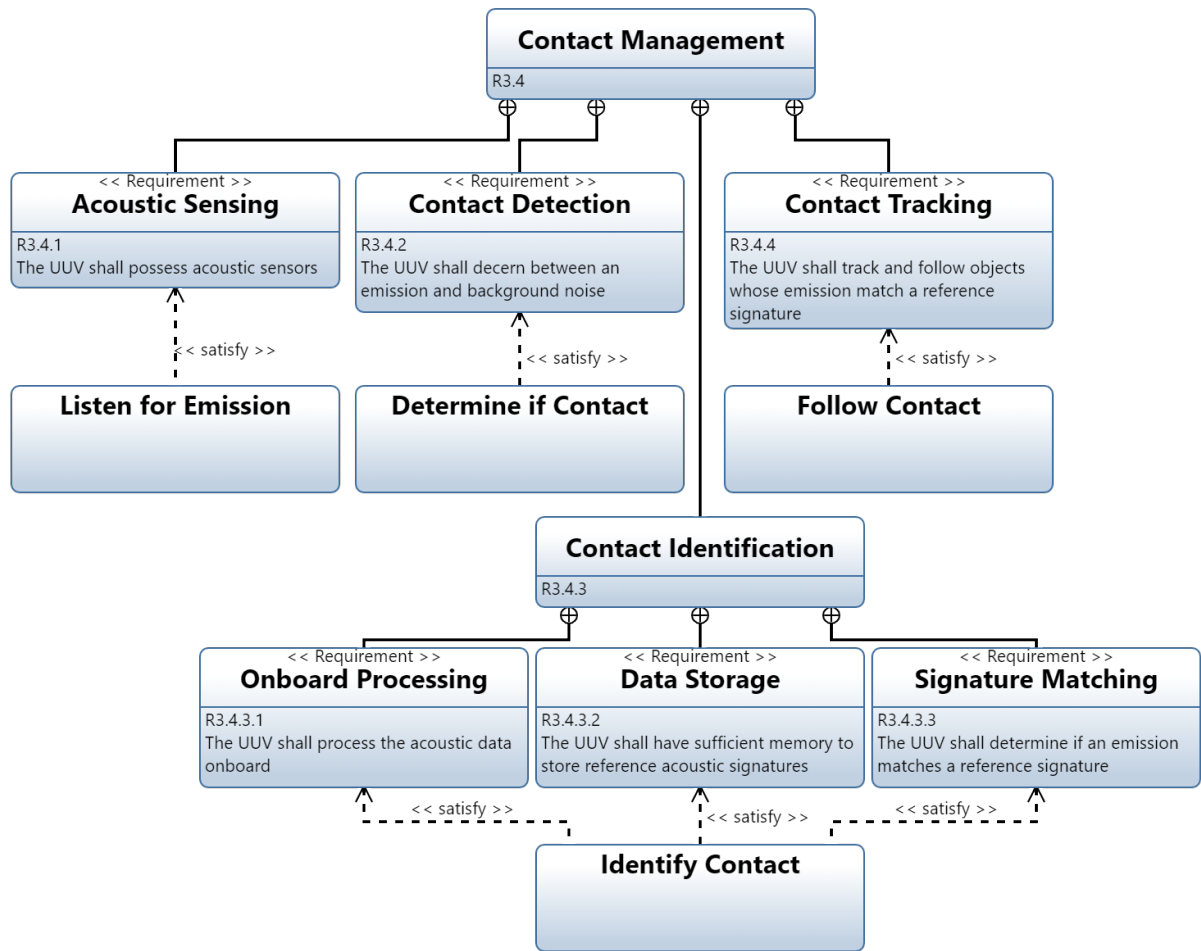 Contact Management
R3.4
<< Requirement >>
Acoustic Sensing
R3.4.1
The UUV shall possess acoustic sensors
<< Requirement >>
Contact Detection
R3.4.2
The UUV shall decern between an
emission and background noise
<< Requirement >>
Contact Tracking
R3.4.4
The UUV shall track and follow objects
whose emission match a reference
signature
<< satisfy >>
<< satisfy >>
<< satisfy >>
Listen for Emission
Determine if Contact
Follow Contact
Contact Identification
R3.4.3
<< Requirement >>
Onboard Processing
R3.4.3.1
The UUV shall process the acoustic data
onboard
<< Requirement >>
Data Storage
R3.4.3.2
The UUV shall have sufficient memory to
store reference acoustic signatures
<< Requirement >>
Signature Matching
R3.4.3.3
The UUV shall determine if an emission
matches a reference signature
<< satisfy >>
<< satisfy >>
<< satisfy >>
Identify Contact